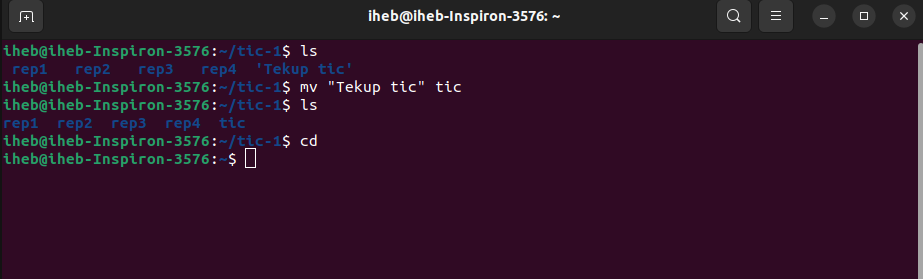 iheb@iheb-Inspiron-3576: ~
iheb@iheb-Inspiron-3576:~/tic-1$ ls
rep1 rep2 rep3 rep4 'Tekup tic'
iheb@iheb-Inspiron-3576:~/tic-1$ mv "Tekup tic" tic
iheb@iheb-Inspiron-3576:~/tic-1$ ls
rep1 rep2 rep3 rep4 tic
iheb@iheb-Inspiron-3576:~/tic-1$ cd
iheb@iheb-Inspiron-3576:~$